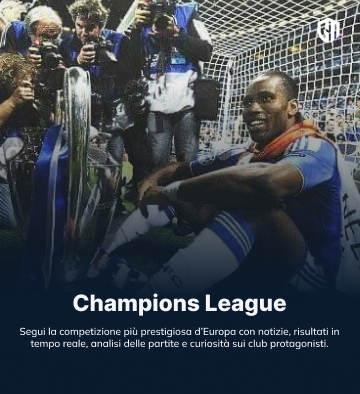 Champions League
Segui la competizione più prestigiosa d'Europa con notizie, risultati in
tempo reale, analisi delle partite e curiosità sui club protagonisti.